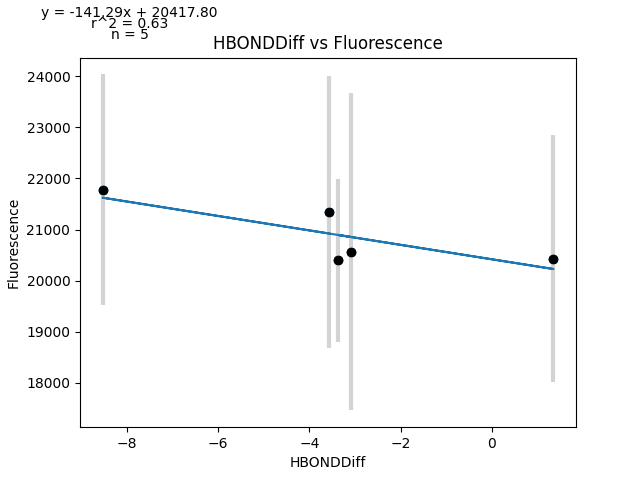 y = -141.29x + 20417.80
r^2 = 0.63
n = 5
HBONDDiff vs Fluorescence
Fluorescence
24000
23000
22000
21000
20000
19000
18000
−8
−6
−4
−2
0
HBONDDiff